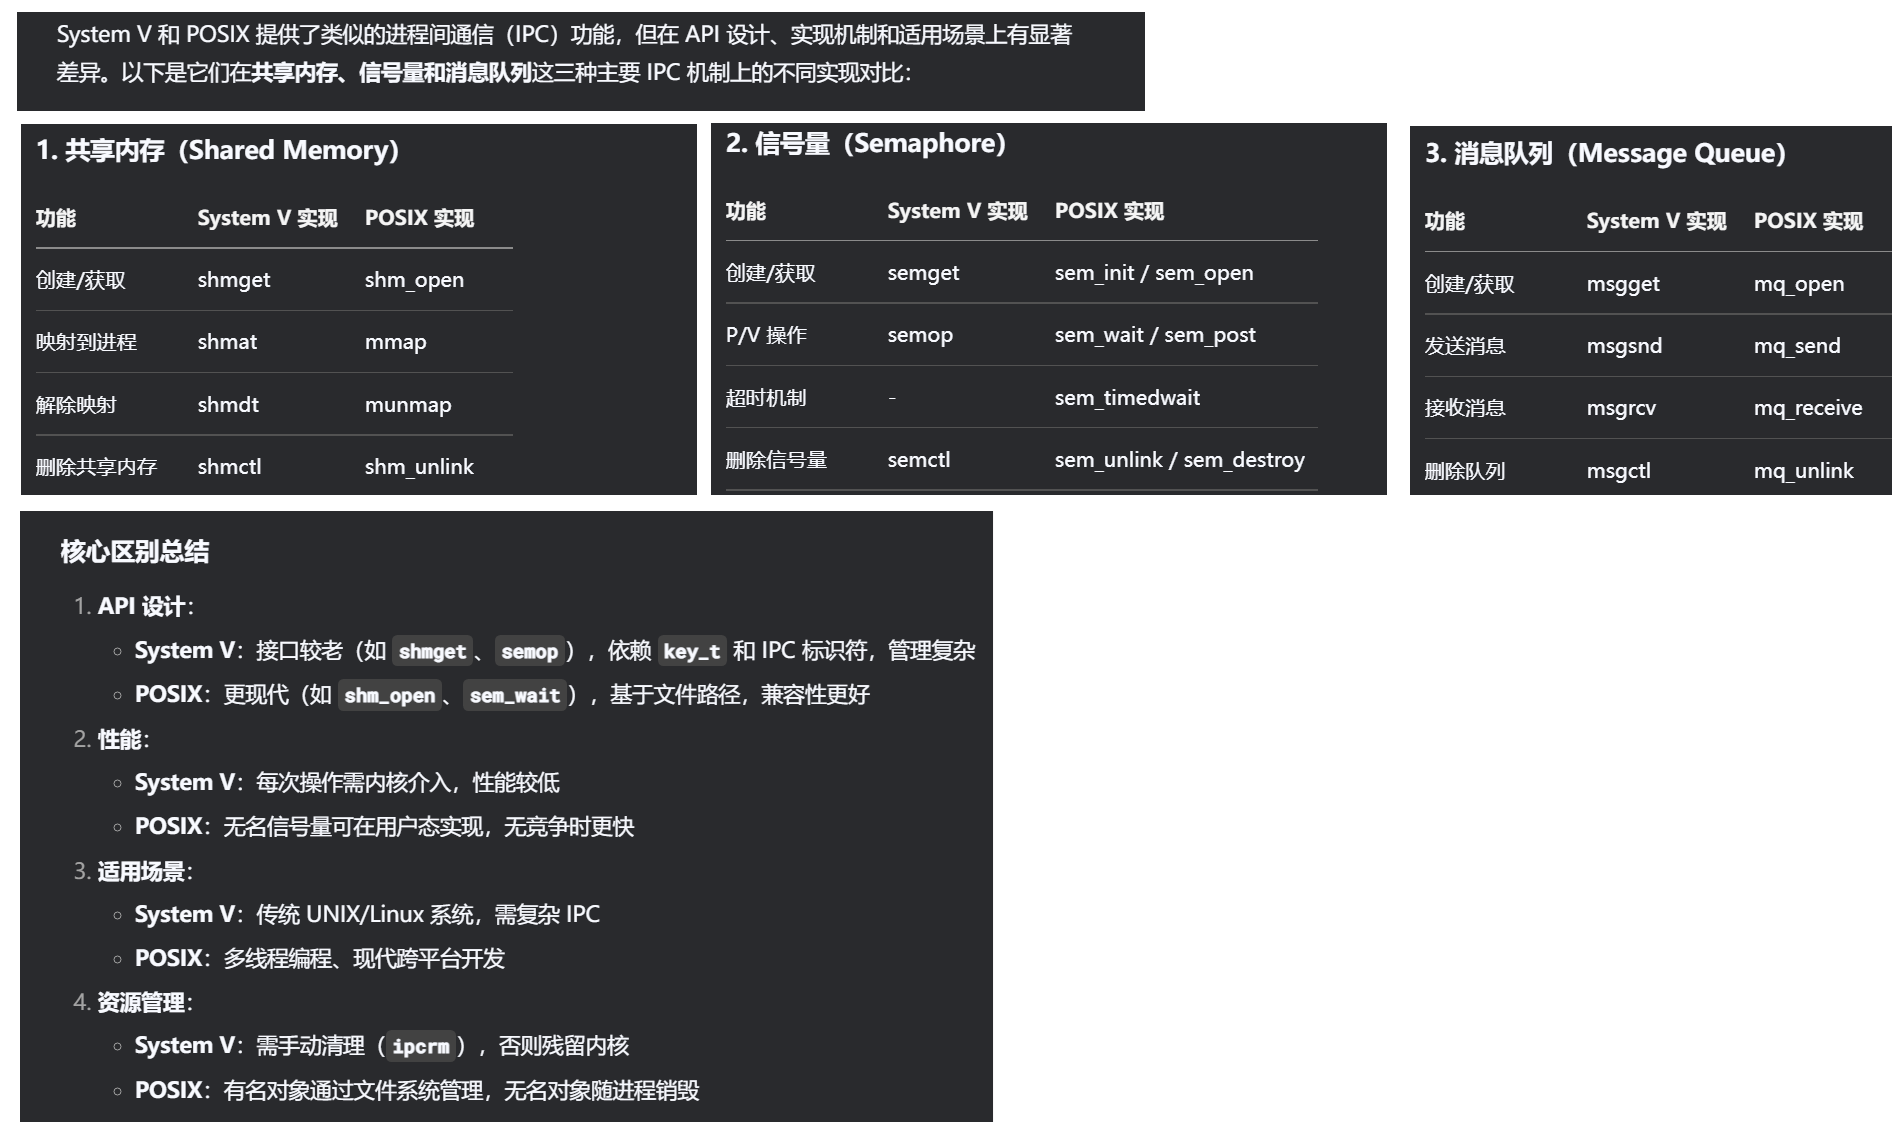 System V 和 POSIX 提供了类似的进程间通信（IPC）功能，但在 API 设计、实现机制和适用场景上有显著
差异。以下是它们在共享内存、信号量和消息队列这三种主要 IPC 机制上的不同实现对比：
1. 共享内存（Shared Memory）
功能 System V 实现 POSIX 实现
创建/获取 shmget shm_open
映射到进程 shmat mmap
解除映射 shmdt munmap
删除共享内存 shmctl shm_unlink
2. 信号量（Semaphore）
功能 System V 实现 POSIX 实现
创建/获取 semget sem_init / sem_open
P/V 操作 semop sem_wait / sem_post
超时机制 - sem_timedwait
删除信号量 semctl sem_unlink / sem_destroy
3. 消息队列（Message Queue）
功能 System V 实现 POSIX 实现
创建/获取 msgget mq_open
发送消息 msgsnd mq_send
接收消息 msgrcv mq_receive
删除队列 msgctl mq_unlink
核心区别总结
1. API 设计：
○ System V：接口较老（如 shmget、semop），依赖 key_t 和 IPC 标识符，管理复杂
○ POSIX：更现代（如 shm_open、sem_wait），基于文件路径，兼容性更好
2. 性能：
○ System V：每次操作需内核介入，性能较低
○ POSIX：无名信号量可在用户态实现，无竞争时更快
3. 适用场景：
○ System V：传统 UNIX/Linux 系统，需复杂 IPC
○ POSIX：多线程编程、现代跨平台开发
4. 资源管理：
○ System V：需手动清理（ipcrm），否则残留内核
○ POSIX：有名对象通过文件系统管理，无名对象随进程销毁